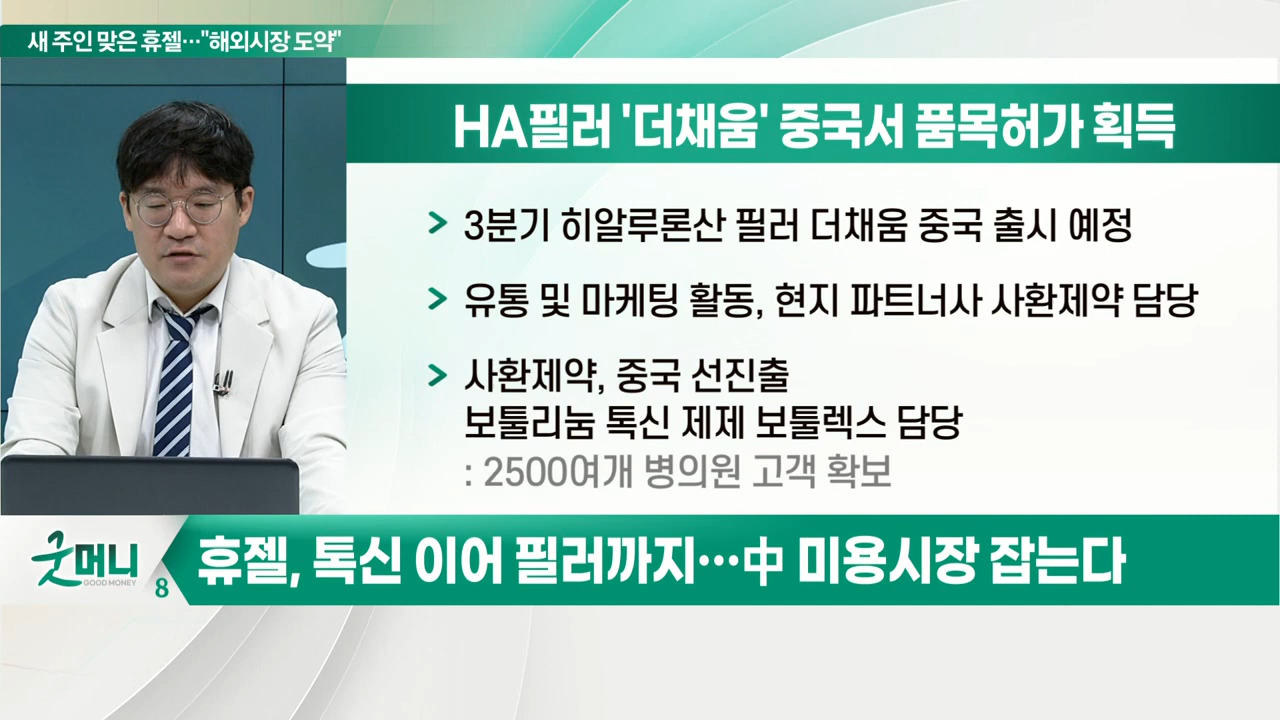 새 주인 맞은 휴젤…"해외시장 도약"
HA필러 '더채움' 중국서 품목허가 획득
> 3분기 히알루론산 필러 더채움 중국 출시 예정
> 유통 및 마케팅 활동, 현지 파트너사 사환제약 담당
> 사환제약, 중국 선진출
보툴리눔 톡신 제제 보툴렉스 담당
: 2500여개 병의원 고객 확보
굿머니
GOOD MONEY
8
휴젤, 톡신 이어 필러까지…中 미용시장 잡는다